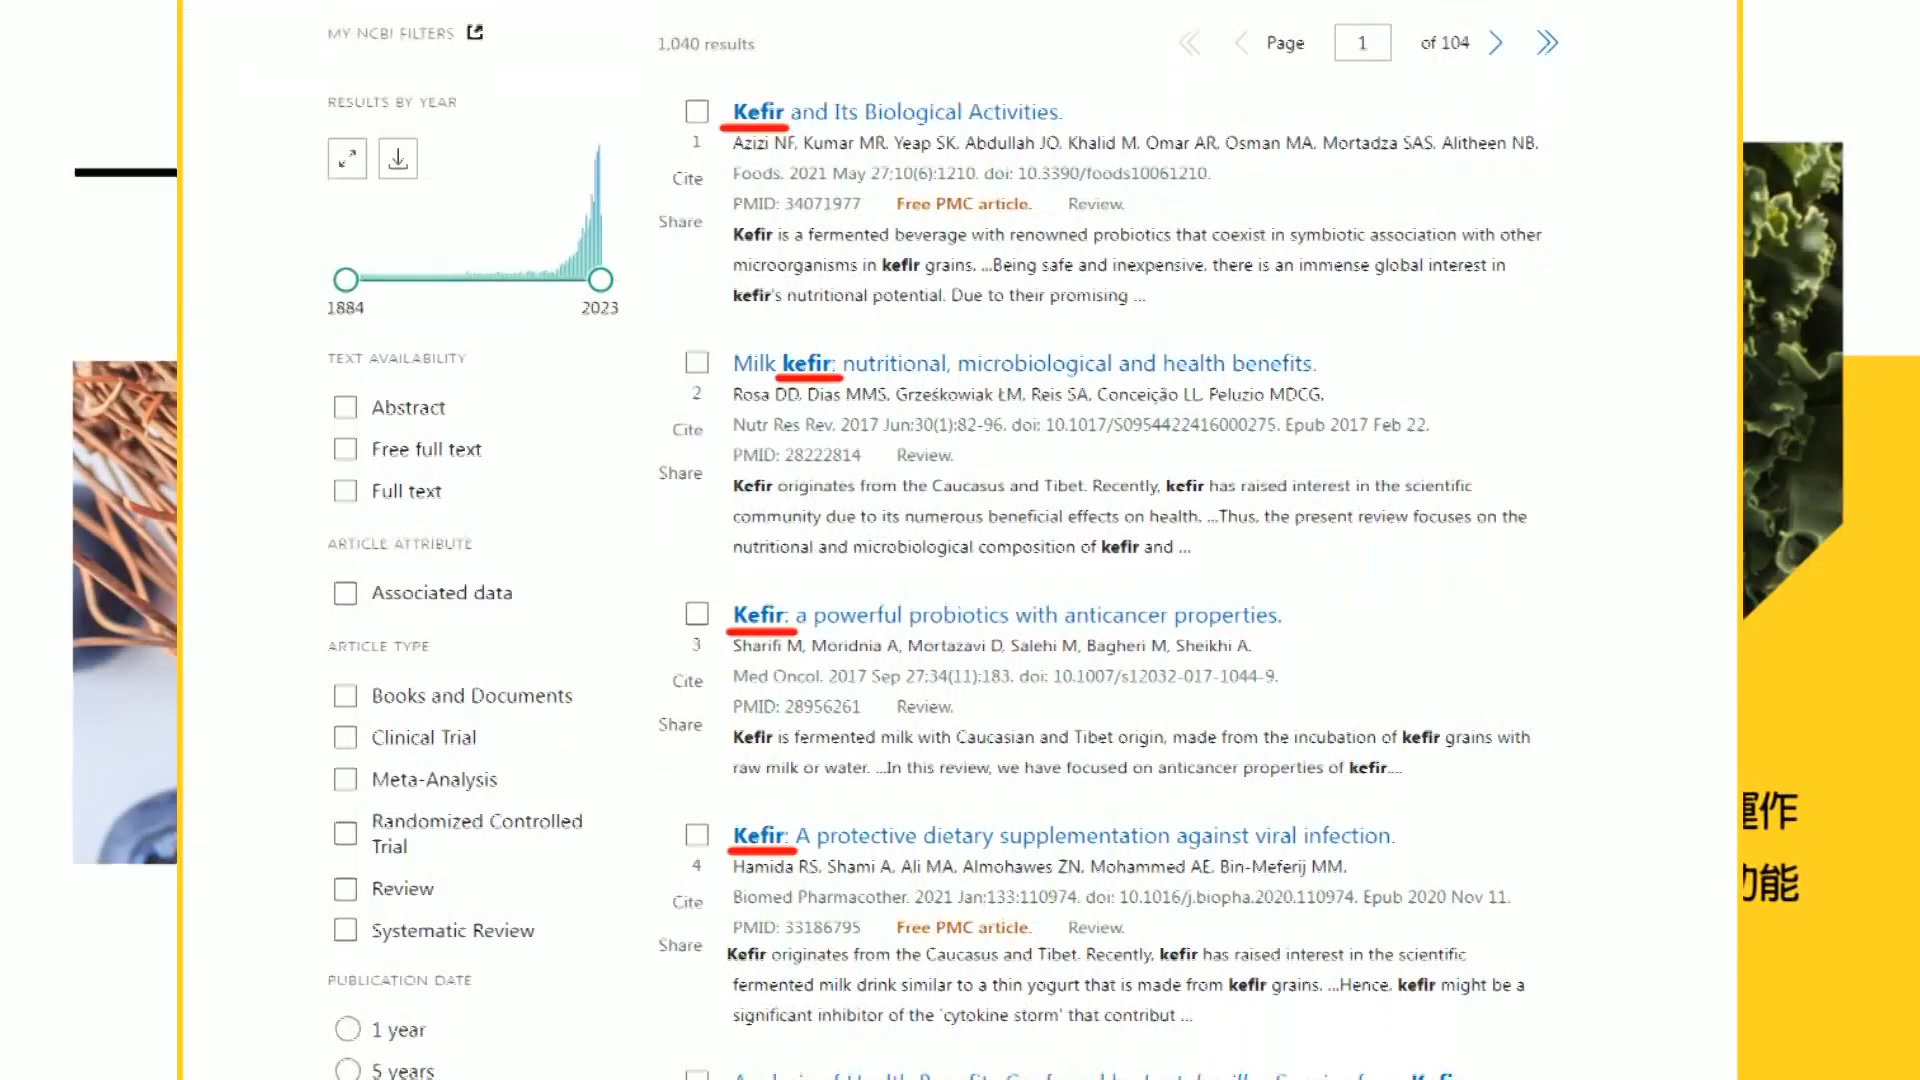 MY NCBI FILTERS
1,040 results
Page 1 of 104
RESULTS BY YEAR
1884
2023
TEXT AVAILABILITY
Abstract
Free full text
Full text
ARTICLE ATTRIBUTE
Associated data
ARTICLE TYPE
Books and Documents
Clinical Trial
Meta-Analysis
Randomized Controlled
Trial
Review
Systematic Review
PUBLICATION DATE
1 year
5 years
Kefir and Its Biological Activities.
1
Cite
Share
Azizi NF, Kumar MR, Yeap SK, Abdullah JO, Khalid M, Omar AR, Osman MA, Mortadza SAS, Alitheen NB.
Foods. 2021 May 27;10(6):1210. doi: 10.3390/foods10061210.
PMID: 34071977 Free PMC article. Review.
Kefir is a fermented beverage with renowned probiotics that coexist in symbiotic association with other
microorganisms in kefir grains. ...Being safe and inexpensive, there is an immense global interest in
kefir's nutritional potential. Due to their promising ...
Milk kefir: nutritional, microbiological and health benefits.
2
Cite
Share
Rosa DD, Dias MMS, Grześkowiak ŁM, Reis SA, Conceição LL, Peluzio MDCG.
Nutr Res Rev. 2017 Jun;30(1):82-96. doi: 10.1017/S0954422416000275. Epub 2017 Feb 22.
PMID: 28222814 Review.
Kefir originates from the Caucasus and Tibet. Recently, kefir has raised interest in the scientific
community due to its numerous beneficial effects on health. ...Thus, the present review focuses on the
nutritional and microbiological composition of kefir and ...
Kefir: a powerful probiotics with anticancer properties.
3
Cite
Share
Sharifi M, Moridnia A, Mortazavi D, Salehi M, Bagheri M, Sheikhi A.
Med Oncol. 2017 Sep 27;34(11):183. doi: 10.1007/s12032-017-1044-9.
PMID: 28956261 Review.
Kefir is fermented milk with Caucasian and Tibet origin, made from the incubation of kefir grains with
raw milk or water. ...In this review, we have focused on anticancer properties of kefir....
Kefir: A protective dietary supplementation against viral infection.
4
Cite
Share
Hamida RS, Shami A, Ali MA, Almohawes ZN, Mohammed AE, Bin-Meferij MM.
Biomed Pharmacother. 2021 Jan;133:110974. doi: 10.1016/j.biopha.2020.110974. Epub 2020 Nov 11.
PMID: 33186795 Free PMC article. Review.
Kefir originates from the Caucasus and Tibet. Recently, kefir has raised interest in the scientific
fermented milk drink similar to a thin yogurt that is made from kefir grains. ...Hence, kefir might be a
significant inhibitor of the 'cytokine storm' that contribut ...
運作
功能